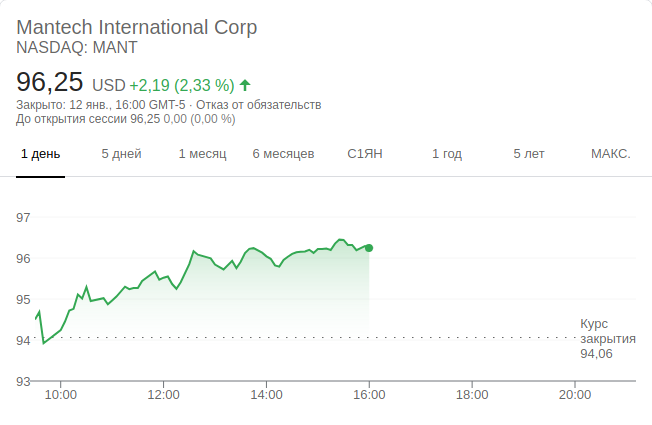 Mantech International Corp
NASDAQ: MANT
96,25 USD +2,19 (2,33 %)
Закрыто: 12 янв., 16:00 GMT-5 · Отказ от обязательств
До открытия сессии 96,25 0,00 (0,00 %)
1 день 5 дней 1 месяц 6 месяцев С1ЯН 1 год 5 лет МАКС.
97
96
95
94
93
Курс
закрытия
94,06
10:00 12:00 14:00 16:00 18:00 20:00